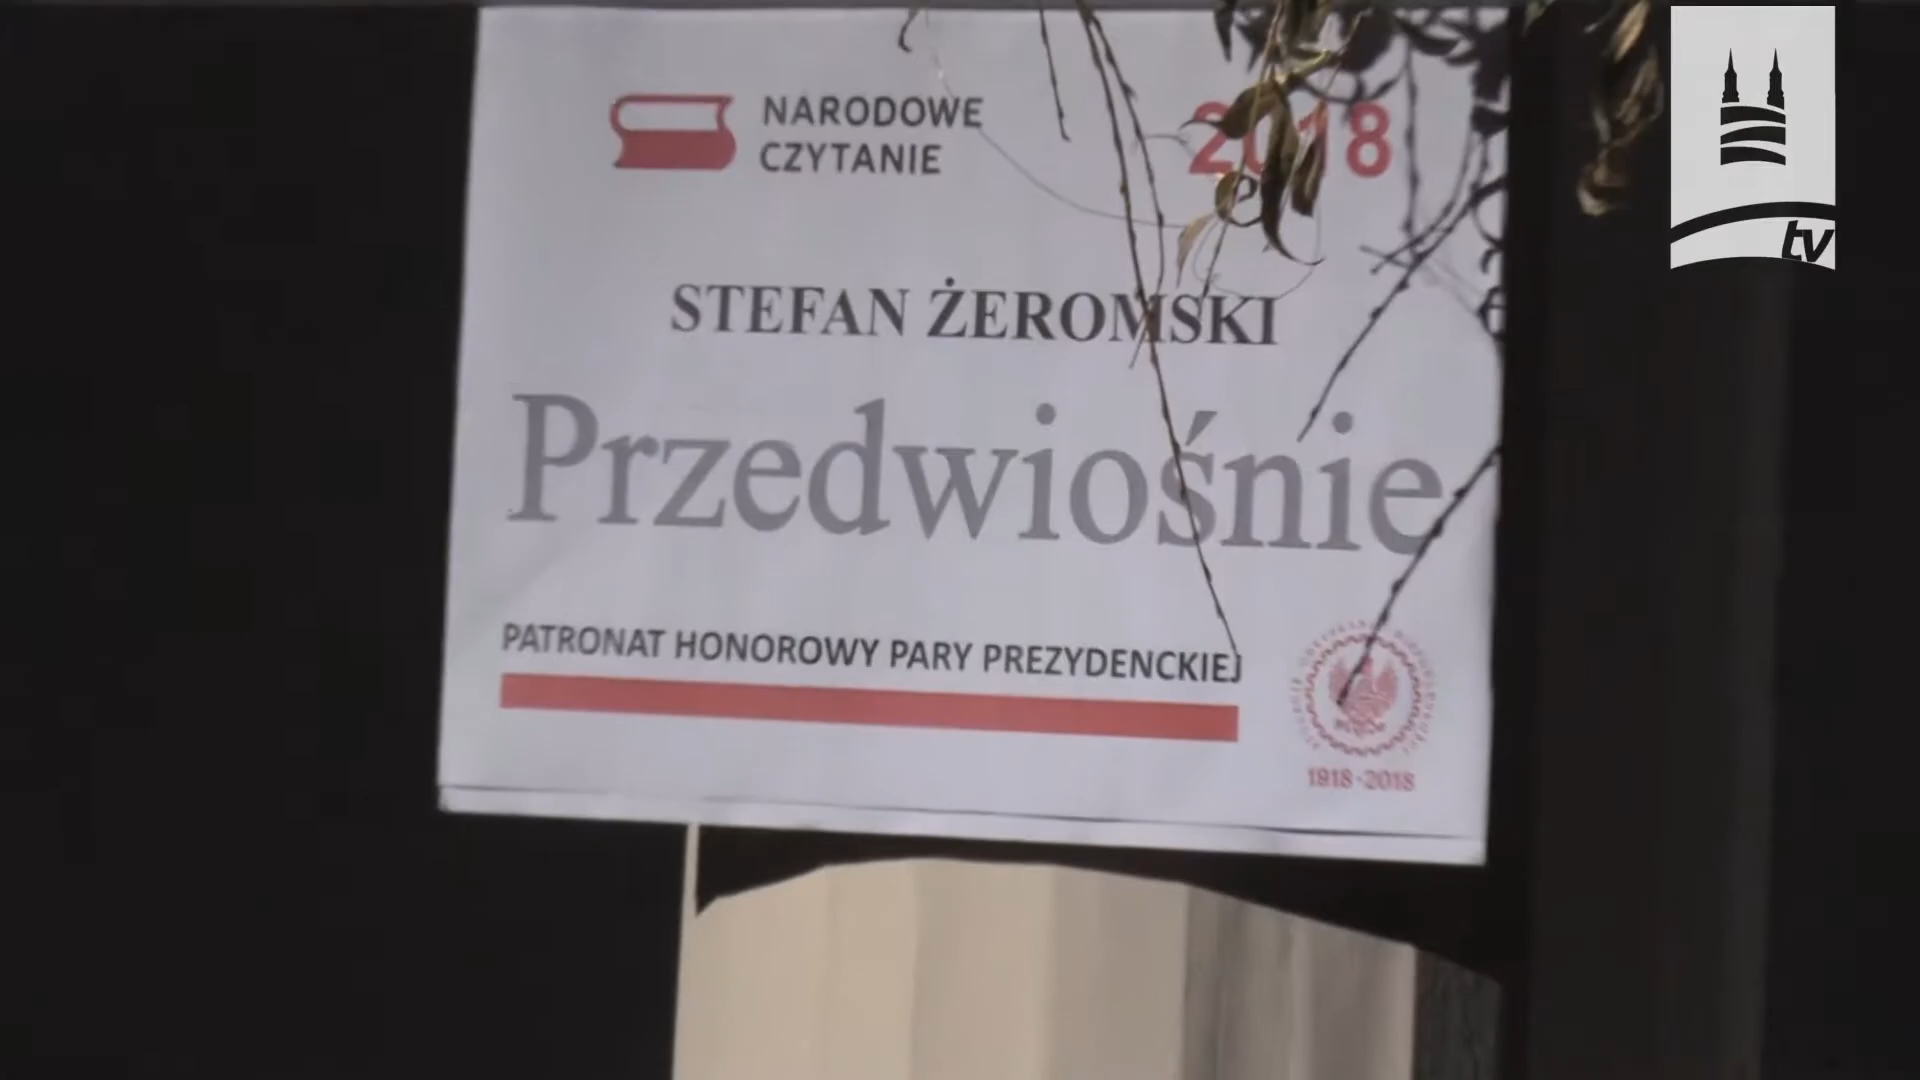 NARODOWE
CZYTANIE
2018
STEFAN ŻEROMSKI
Przedwiośnie
PATRONAT HONOROWY PARY PREZYDENCKIEJ
1918-2018
tv